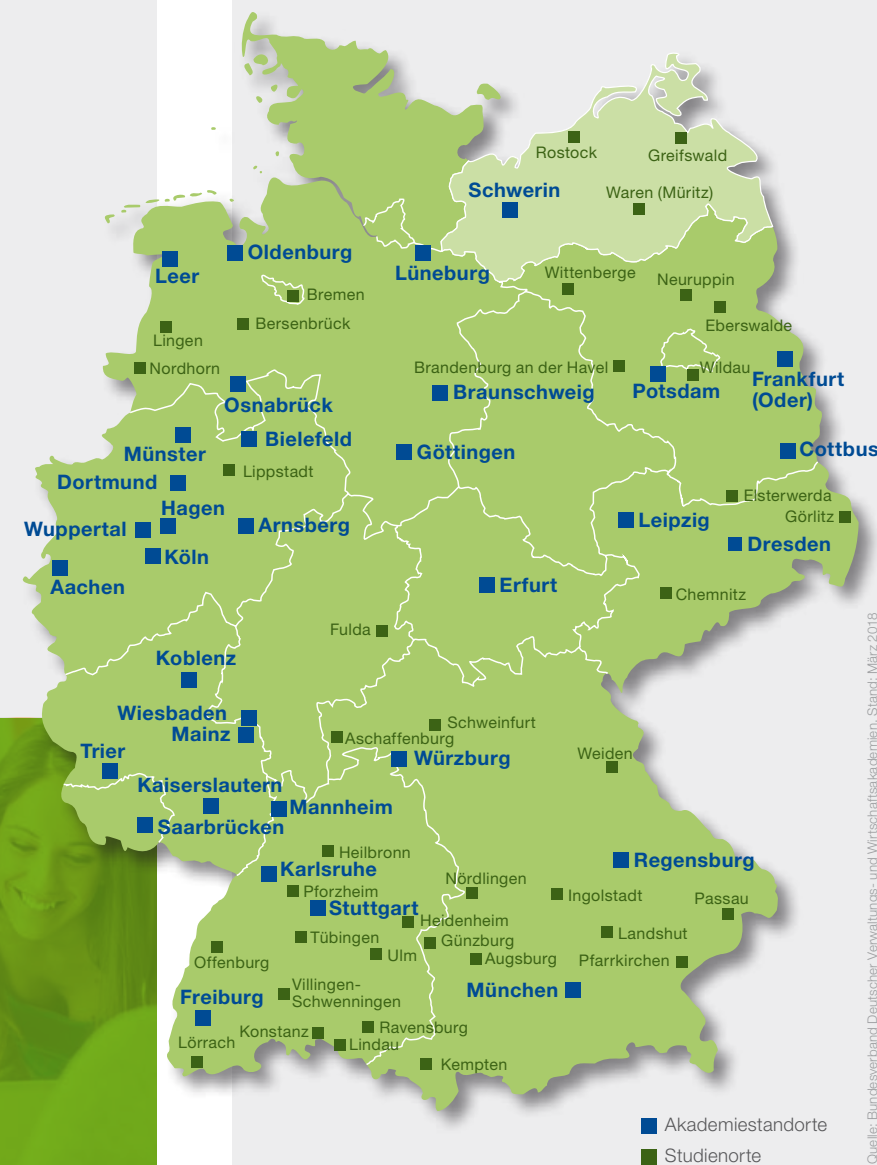 Rostock
Greifswald
Schwerin
Waren (Müritz)
Oldenburg
Leer
Lüneburg
Wittenberge
Neuruppin
Bremen
Eberswalde
Bersenbrück
Lingen
Nordhorn
Brandenburg an der Havel
Wildau
Potsdam
Frankfurt
(Oder)
Braunschweig
Osnabrück
Bielefeld
Münster
Göttingen
Cottbus
Lippstadt
Dortmund
Elsterwerda
Görlitz
Hagen
Wuppertal
Arnsberg
Leipzig
Dresden
Köln
Aachen
Erfurt
Chemnitz
Fulda
Koblenz
Wiesbaden
Mainz
Schweinfurt
Aschaffenburg
Trier
Würzburg
Weiden
Kaiserslautern
Mannheim
Saarbrücken
Heilbronn
Karlsruhe
Regensburg
Nördlingen
Pforzheim
Ingolstadt
Passau
Stuttgart
Heidenheim
Tübingen
Günzburg
Landshut
Ulm
Augsburg
Pfarrkirchen
Offenburg
Villingen-
Schwenningen
München
Freiburg
Konstanz
Ravensburg
Lörrach
Lindau
Kempten
Akademiestandorte
Studienorte
Quelle: Bundesverband Deutscher Verwaltungs- und Wirtschaftsakademien, Stand: März 2018